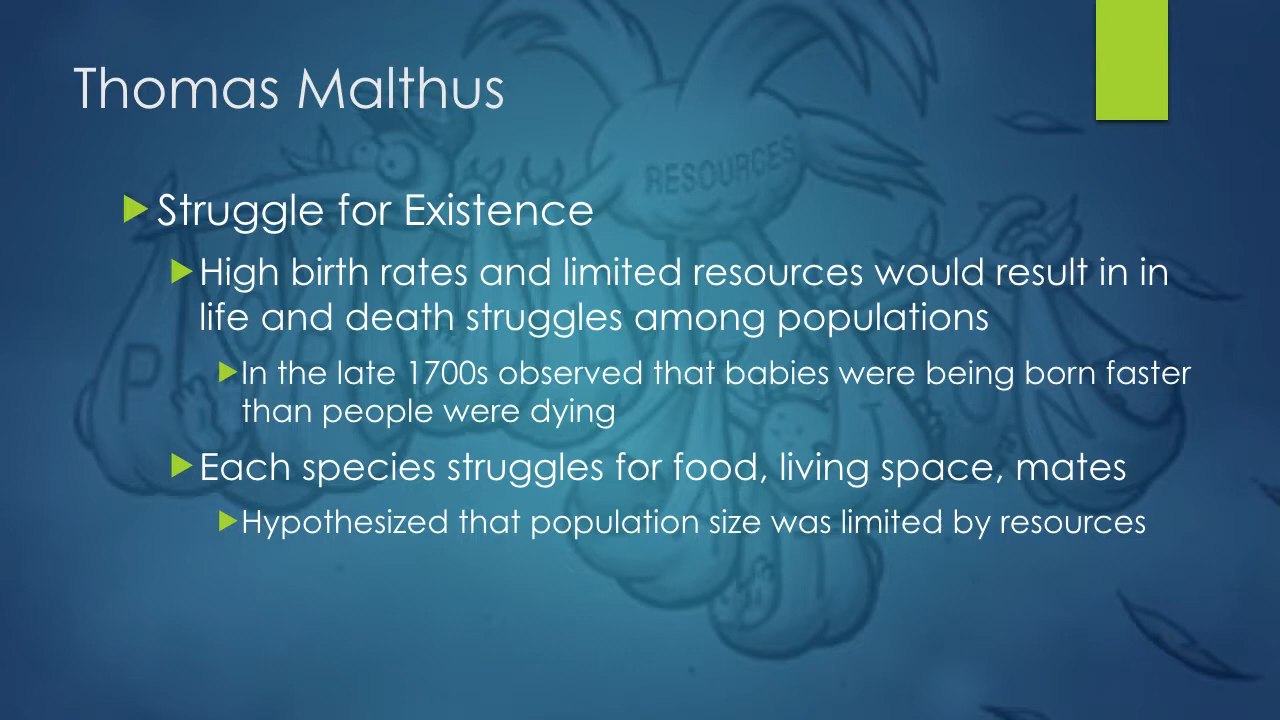 Thomas Malthus
RESOURCES
Struggle for Existence
High birth rates and limited resources would result in in
life and death struggles among populations
In the late 1700s observed that babies were being born faster
than people were dying
Each species struggles for food, living space, mates
Hypothesized that population size was limited by resources